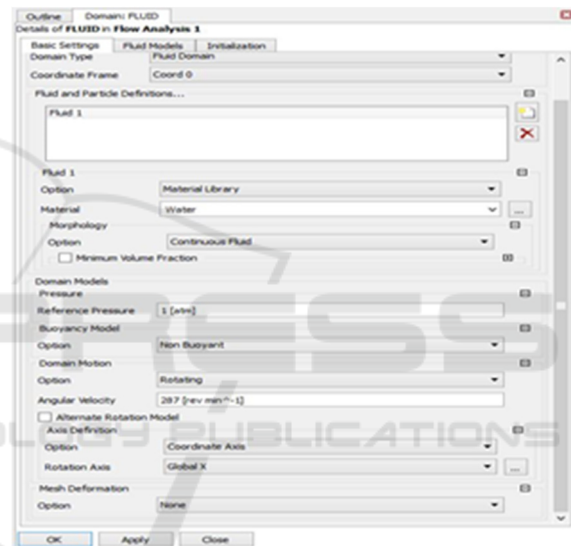 Outline Domain: FLUID
Details of FLUID in Flow Analysis 1
Basic Settings Fluid Models Initialization
Domain Type Fluid Domain
Coordinate Frame Coord 0
Fluid and Particle Definitions...
Fluid 1
Fluid 1
Option Material Library
Material Water ...
Morphology
Option Continuous Fluid
Minimum Volume Fraction
Domain Models
Pressure
Reference Pressure 1 [atm]
Buoyancy Model
Option Non Buoyant
Domain Motion
Option Rotating
Angular Velocity 287 [rev min^-1]
Alternate Rotation Model
Axis Definition
Option Coordinate Axis
Rotation Axis Global X ...
Mesh Deformation
Option None
OK Apply Close
PRESS
OLOGY PUBLICATIONS